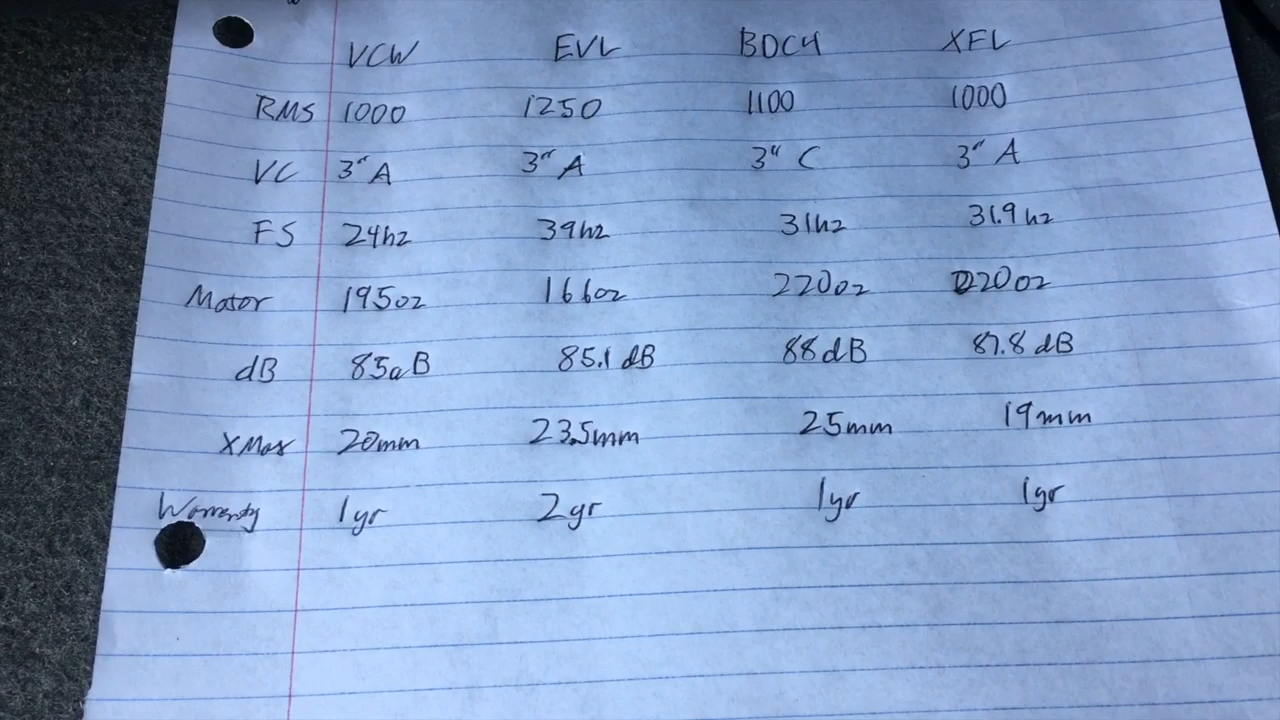 VCW EVL BDC4 XFL
RMS 1000 1250 1100 1000
VC 3" A 3" A 3" C 3" A
FS 24hz 39hz 31hz 31.9hz
Motor 195oz 166oz 220oz 220oz
dB 85dB 85.1dB 88dB 87.8dB
XMax 20mm 23.5mm 25mm 19mm
Warrenty 1yr 2yr 1yr 1yr